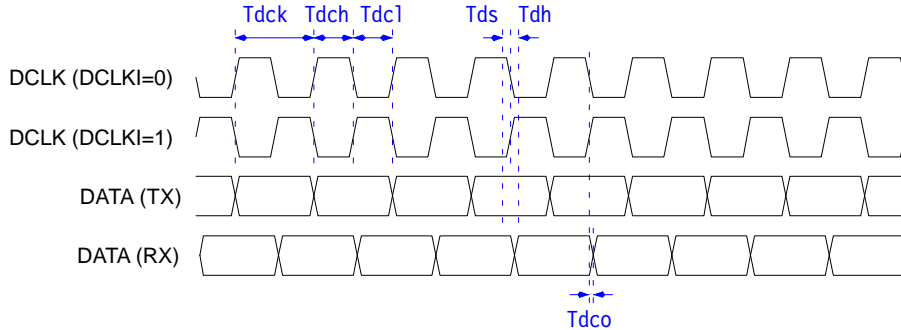 Tdck Tdch Tdcl Tds Tdh
DCLK (DCLKI=0)
DCLK (DCLKI=1)
DATA (TX)
DATA (RX)
Tdco